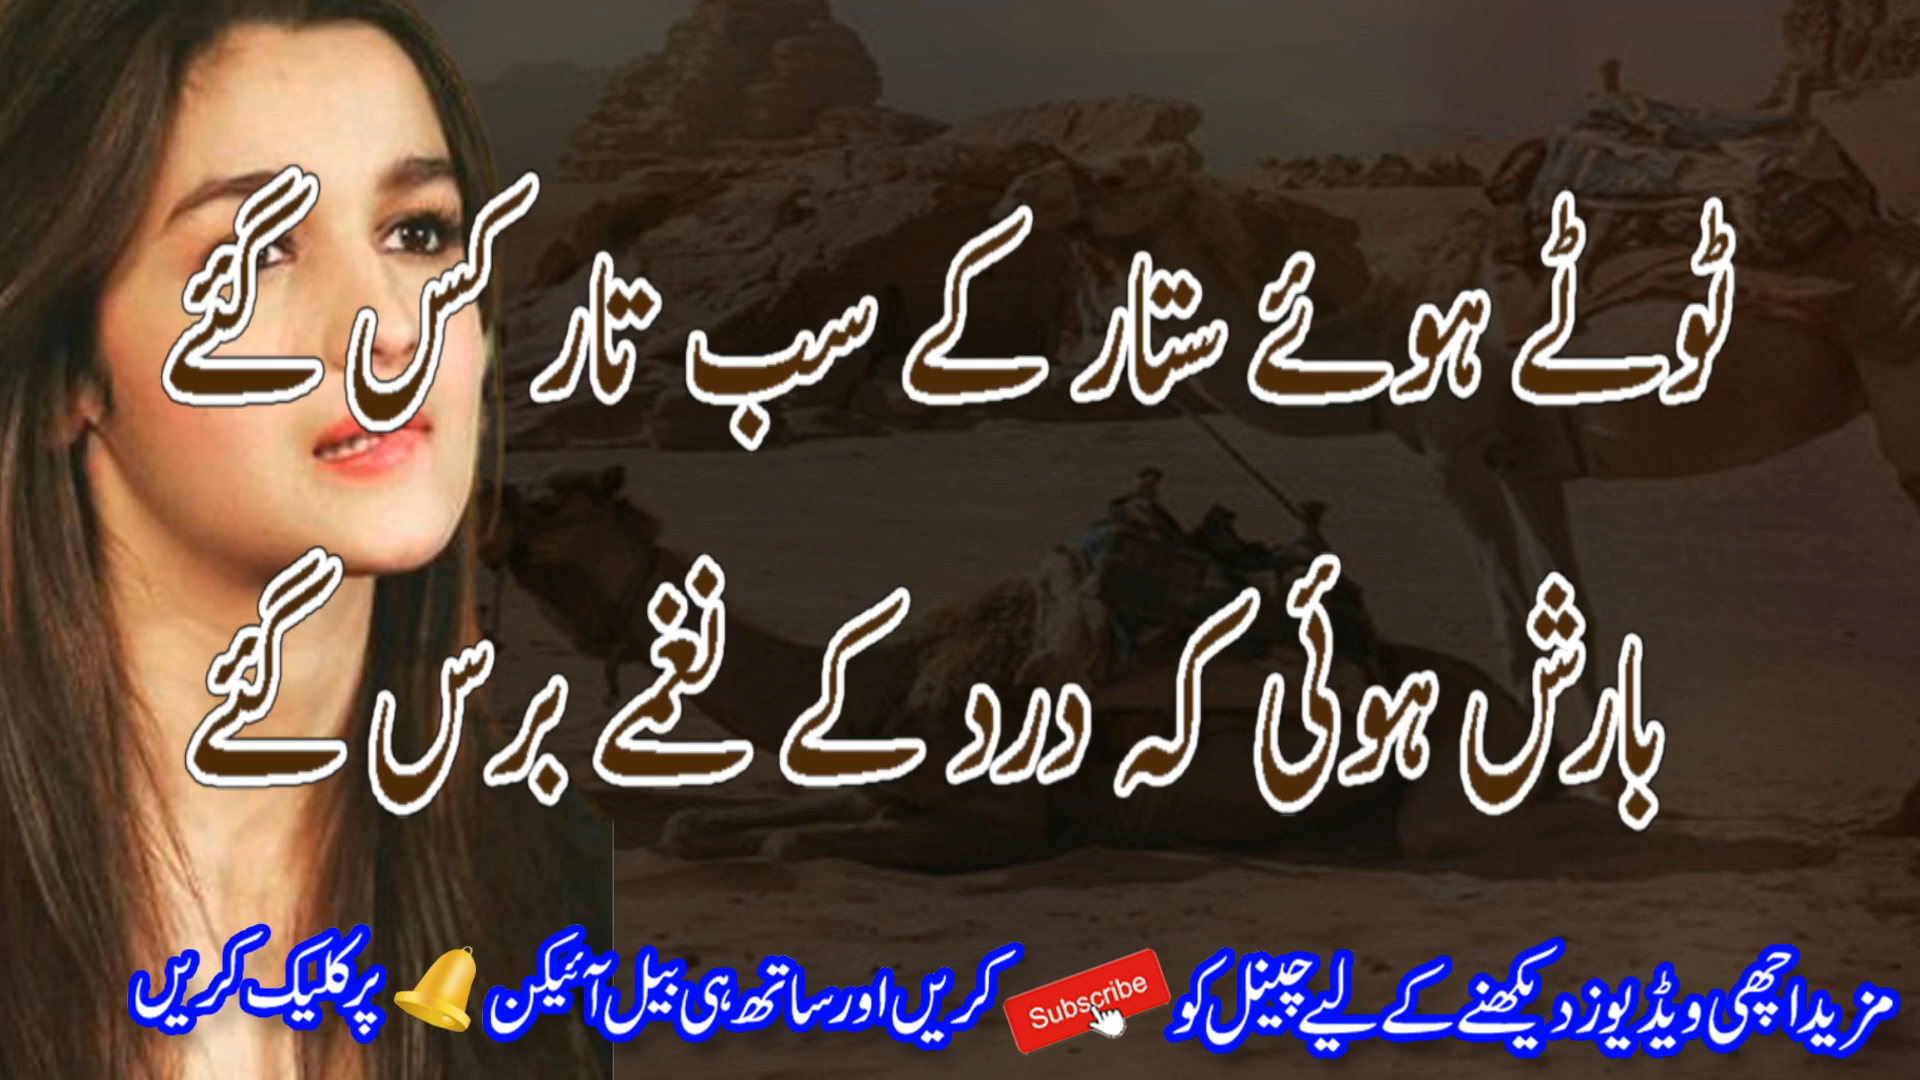 ٹوٹے ہوئے ستار کے سب تار کس گئے
بارش ہوئی کہ درد کے نغمے برس گئے
مزید اچھی ویڈیوز دیکھنے کے لیے چینل کو Subscribe کریں اور ساتھ ہی بیل آئیکن پر کلیک کریں